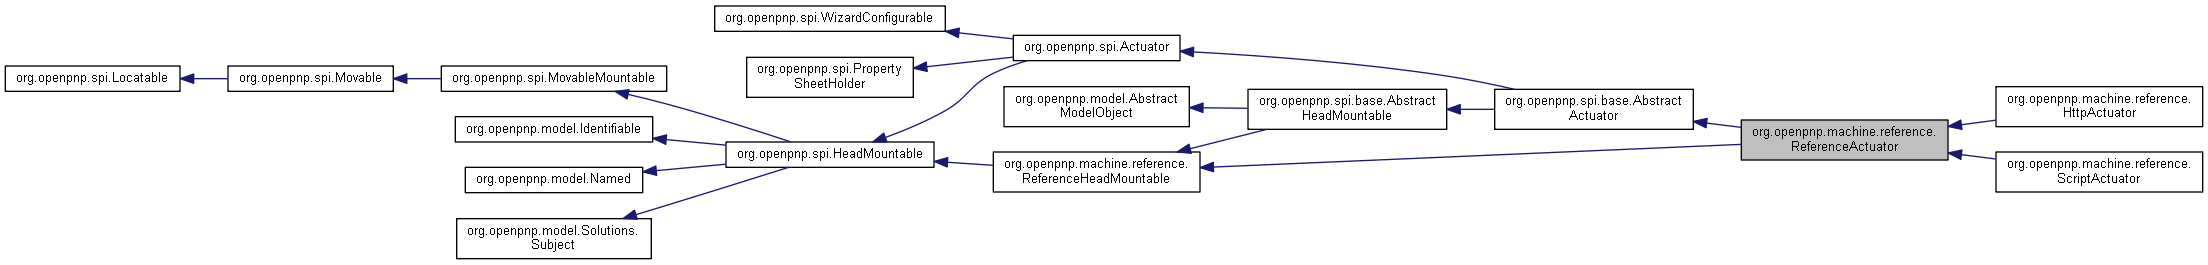 org.openpnp.spi.WizardConfigurable
org.openpnp.spi.Actuator
org.openpnp.spi.Property
SheetHolder
org.openpnp.spi.Locatable
org.openpnp.spi.Movable
org.openpnp.spi.MovableMountable
org.openpnp.model.Abstract
ModelObject
org.openpnp.spi.base.Abstract
HeadMountable
org.openpnp.spi.base.Abstract
Actuator
org.openpnp.machine.reference.
HttpActuator
org.openpnp.model.Identifiable
org.openpnp.machine.reference.
ReferenceActuator
org.openpnp.spi.HeadMountable
org.openpnp.machine.reference.
ReferenceHeadMountable
org.openpnp.machine.reference.
ScriptActuator
org.openpnp.model.Named
org.openpnp.model.Solutions.
Subject